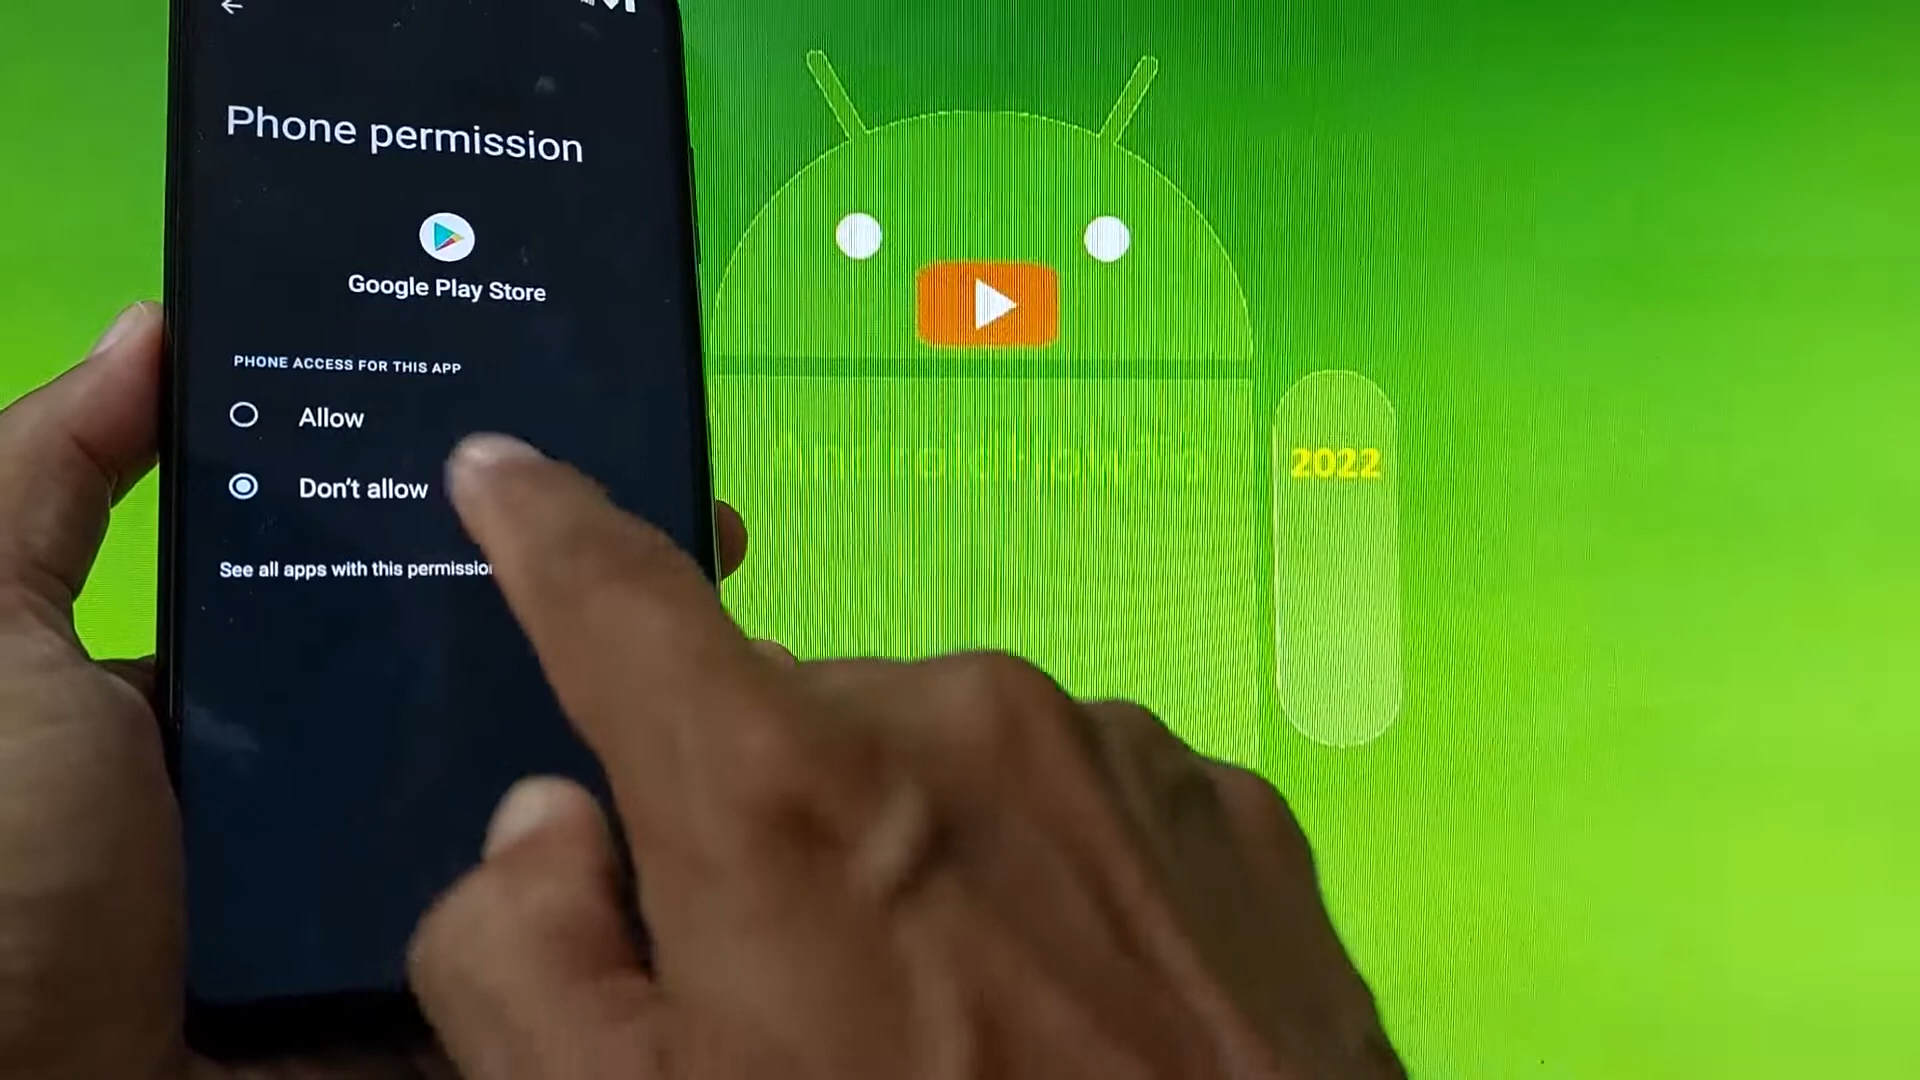 Phone permission
Google Play Store
PHONE ACCESS FOR THIS APP
Allow
Don't allow
See all apps with this
2022